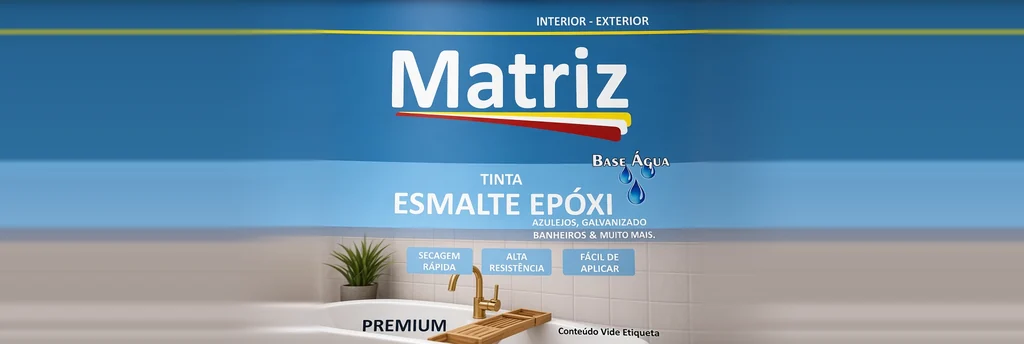 INTERIOR - EXTERIOR
Matriz
BASE ÁGUA
TINTA
ESMALTE EPÓXI
AZULEJOS, GALVANIZADO
BANHEIROS & MUITO MAIS.
SECAGEM
RÁPIDA
ALTA
RESISTÊNCIA
FÁCIL DE
APLICAR
PREMIUM
Conteúdo Vide Etiqueta